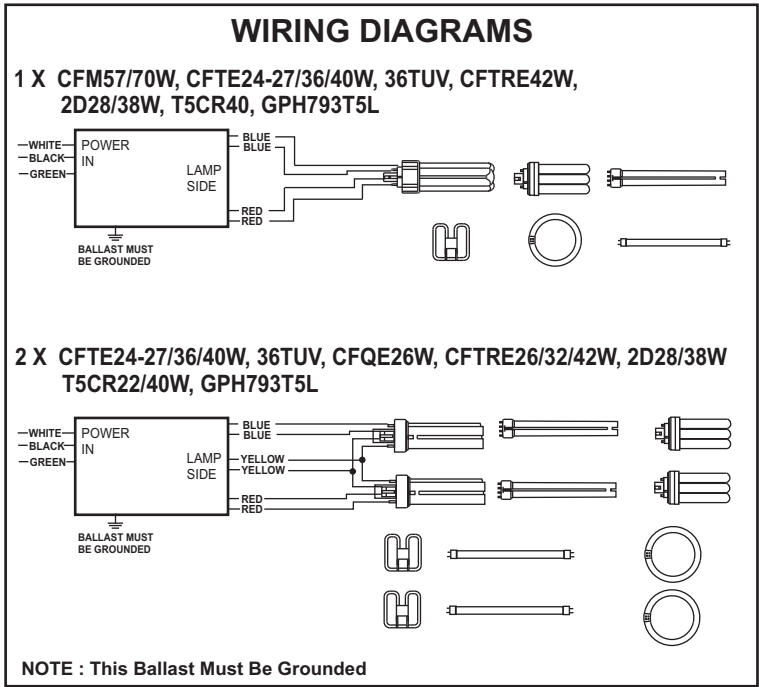 WIRING DIAGRAMS
1 X CFM57/70W, CFTE24-27/36/40W, 36TUV, CFTRE42W,
2D28/38W, T5CR40, GPH793T5L
WHITE
BLACK
GREEN
POWER
IN
LAMP
SIDE
BLUE
BLUE
RED
RED
BALLAST MUST
BE GROUNDED
2 X CFTE24-27/36/40W, 36TUV, CFQE26W, CFTRE26/32/42W, 2D28/38W
T5CR22/40W, GPH793T5L
WHITE
BLACK
GREEN
POWER
IN
LAMP
SIDE
BLUE
BLUE
YELLOW
YELLOW
RED
RED
BALLAST MUST
BE GROUNDED
NOTE : This Ballast Must Be Grounded